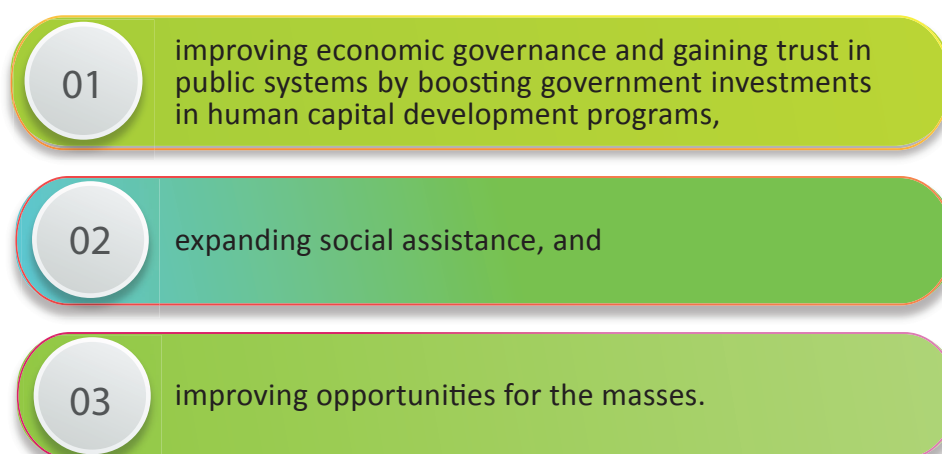 01
improving economic governance and gaining trust in
public systems by boosting government investments
in human capital development programs,
02
expanding social assistance, and
03
improving opportunities for the masses.